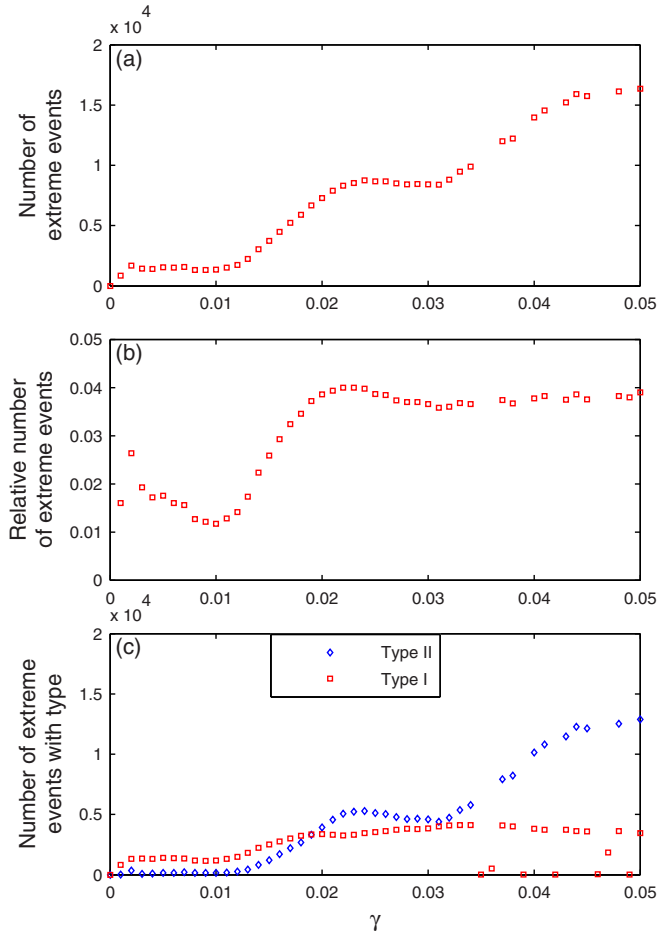 x 10^4
2
1.5
1
0.5
0
(a)
Number of
extreme events
0 0.01 0.02 0.03 0.04 0.05
0.05
0.04
0.03
0.02
0.01
0
(b)
Relative number
of extreme events
0 0.01 0.02 0.03 0.04 0.05
x 10^4
2
1.5
1
0.5
0
(c)
Type II
Type I
Number of extreme
events with type
0 0.01 0.02 0.03 0.04 0.05
γ